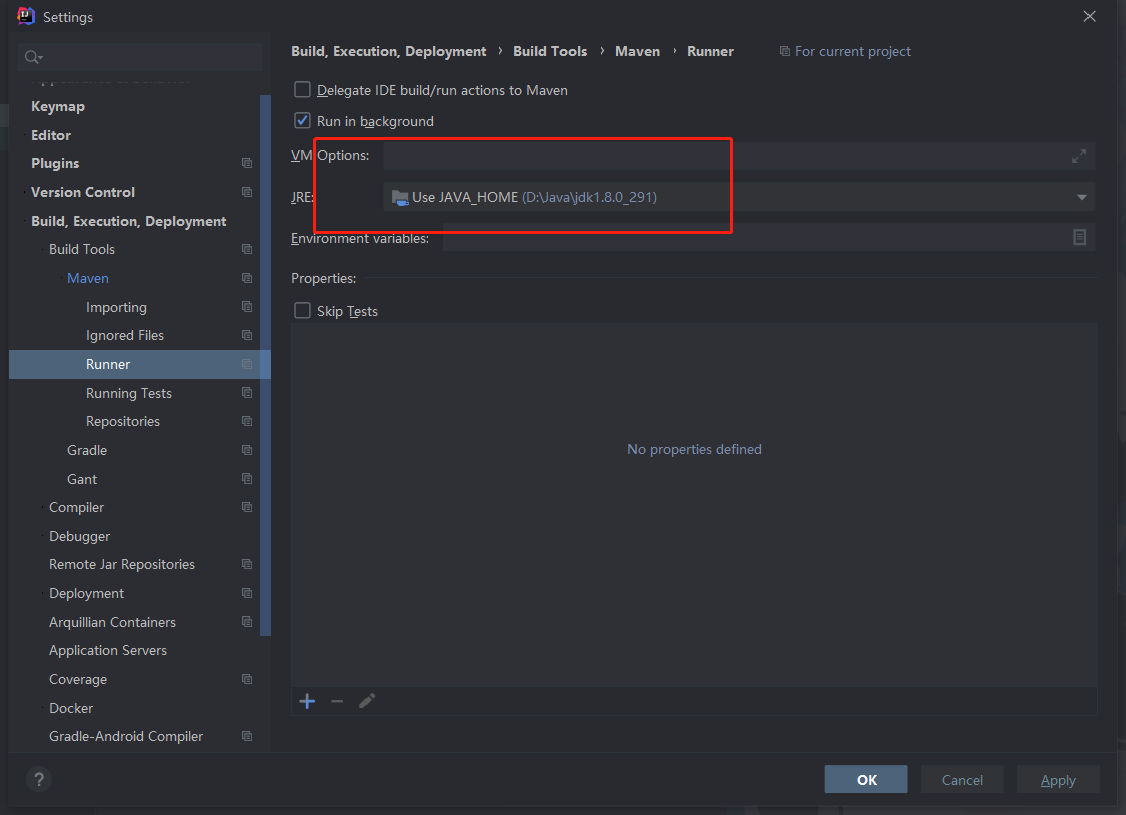 Settings
Build, Execution, Deployment › Build Tools › Maven › Runner For current project
Delegate IDE build/run actions to Maven
Run in background
VM Options:
JRE: Use JAVA_HOME (D:\Java\jdk1.8.0_291)
Environment variables:
Properties:
Skip Tests
No properties defined
Keymap
Editor
Plugins
Version Control
Build, Execution, Deployment
Build Tools
Maven
Importing
Ignored Files
Runner
Running Tests
Repositories
Gradle
Gant
Compiler
Debugger
Remote Jar Repositories
Deployment
Arquillian Containers
Application Servers
Coverage
Docker
Gradle-Android Compiler
?
OK Cancel Apply